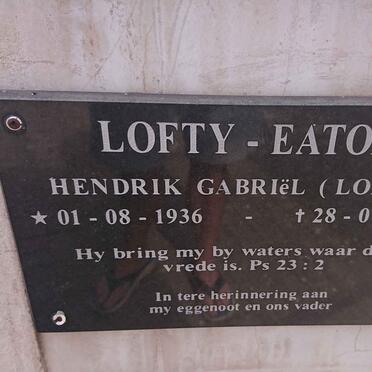 LOFTY - EATO
HENDRIK GABRIëL ( LO
★ 01 - 08 - 1936 - † 28 - 0
Hy bring my by waters waar d
vrede is. Ps 23 : 2
In tere herinnering aan
my eggenoot en ons vader